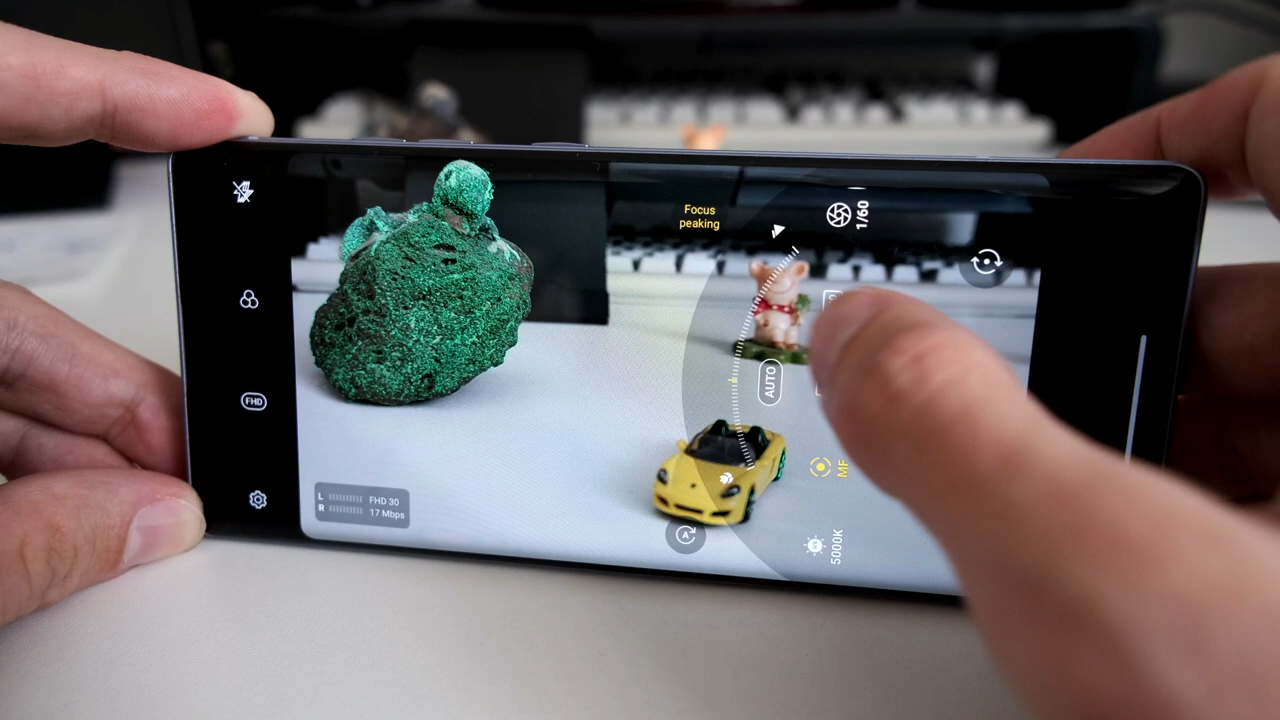 FHD
L
R
FHD 30
17 Mbps
Focus
peaking
A
AUTO
1/60
MF
5000K